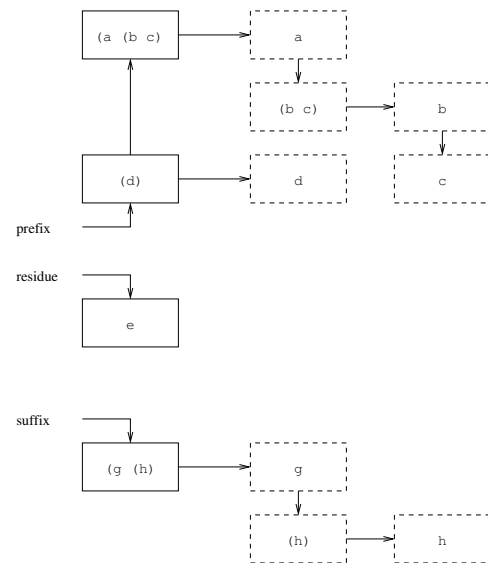 (a (b c) a
(b c) b
(d) d c
prefix
residue
e
suffix
(g (h) g
(h) h